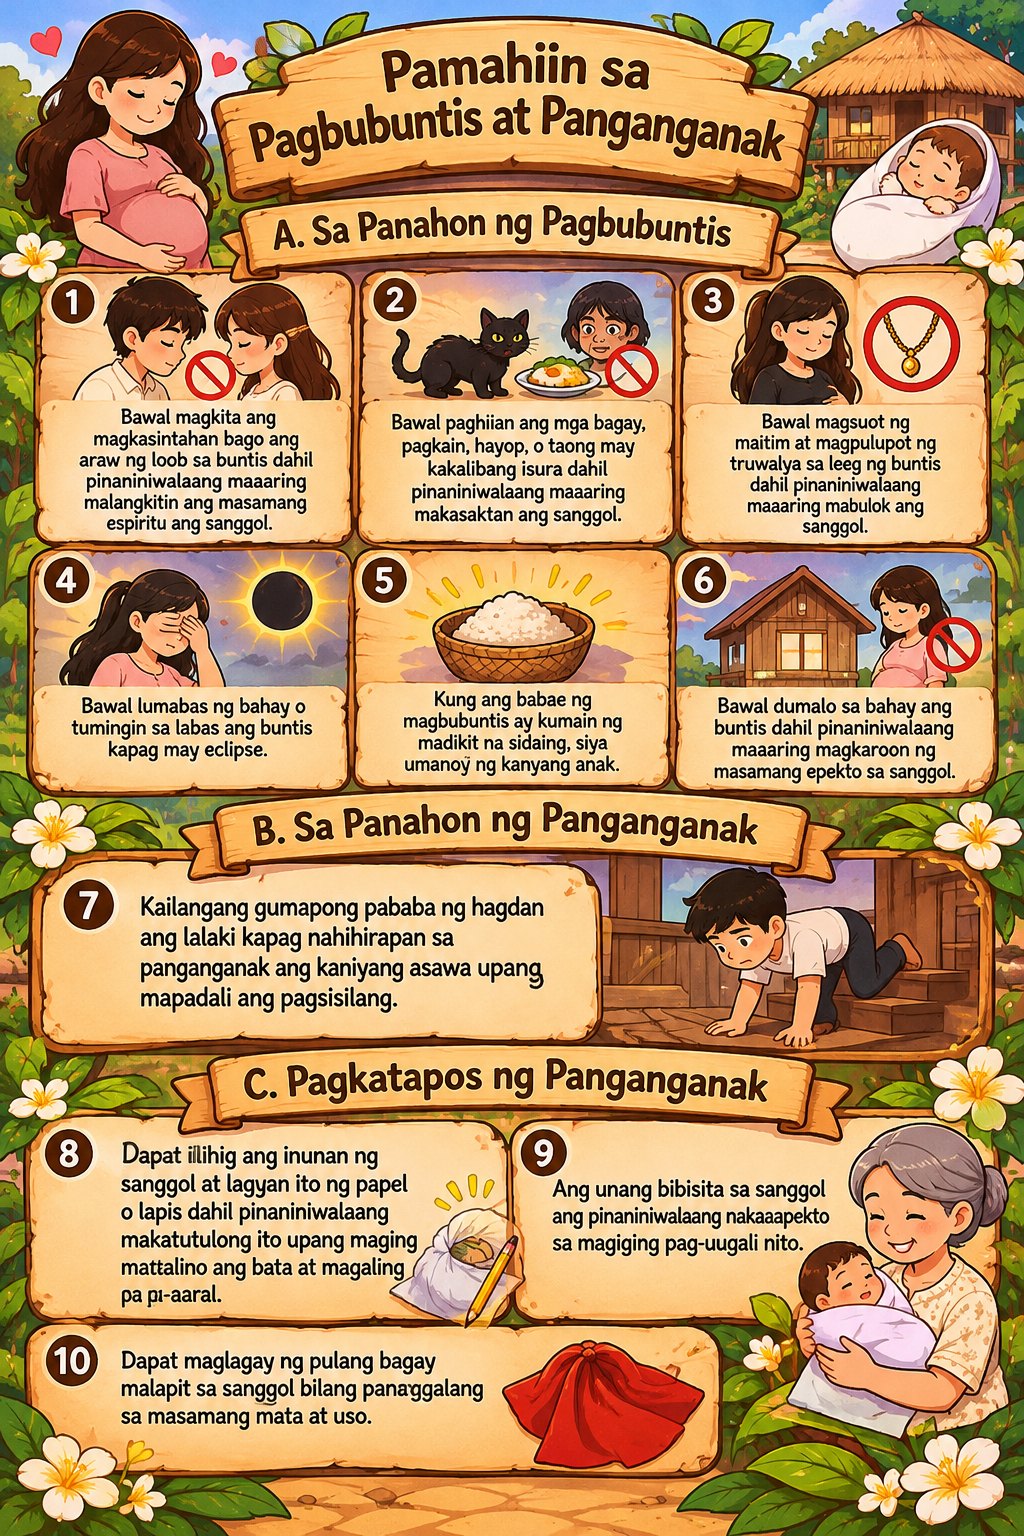 Pamahiin sa
Pagbubuntis at Panganganak
A. Sa Panahon ng Pagbubuntis
1
Bawal magkita ang
magkasintahan bago ang
araw ng loob sa buntis dahil
pinaniniwalaang maaaring
malangkitin ang masamang
espiritu ang sanggol.
2
Bawal paghiian ang mga bagay,
pagkain, hayop, o taong may
kakalibang isura dahil
pinaniniwalaang maaaring
makasaktan ang sanggol.
3
Bawal magsuot ng
maitim at magpulupot ng
truwalya sa leeg ng buntis
dahil pinaniniwalaang
maaaring mabulok ang
sanggol.
4
Bawal lumabas ng bahay o
tumingin sa labas ang buntis
kapag may eclipse.
5
Kung ang babae ng
magbubuntis ay kumain ng
madikit na sidaing, siya
umanoy ng kanyang anak.
6
Bawal dumalo sa bahay ang
buntis dahil pinaniniwalaang
maaaring magkaroon ng
masamang epekto sa sanggol.
B. Sa Panahon ng Panganganak
7
Kailangang gumapong pababa ng hagdan
ang lalaki kapag nahihirapan sa
panganganak ang kaniyang asawa upang
mapadali ang pagsisilang.
C. Pagkatapos ng Panganganak
8
Dapat ang inunan ng
sanggol at lagyan ito ng papel
o lapis dahil pinaniniwalaang
makatutulong ito upang maging
mattalino ang bata at magaling
pa pi-aaral.
9
Ang unang bibisita sa sanggol
ang pinaniniwalaang nakaaapekto
sa magiging pag-uugali nito.
10
Dapat maglagay ng pulang bagay
malapit sa sanggol bilang
sa masamang mata at uso.